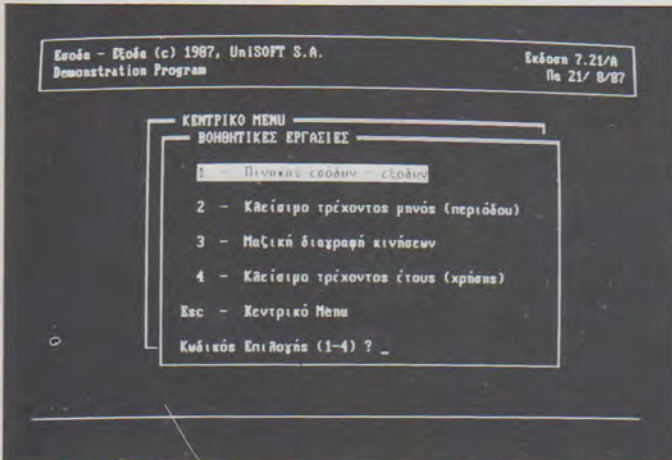 Εσοδα - Εξοδα (c) 1987, UniSOFT S.A.
Εκδοση 7.21/A
Demonstration Program
Πα 21/ 8/87
ΚΕΝΤΡΙΚΟ MENU
ΒΟΗΘΗΤΙΚΕΣ ΕΡΓΑΣΙΕΣ
1 - Πίνακας εσόδων - εξόδων
2 - Κλείσιμο τρέχοντος μηνός (περιόδου)
3 - Μαζική διαγραφή κινήσεων
4 - Κλείσιμο τρέχοντος έτους (χρήσης)
Esc - Κεντρικό Menu
Κωδικός Επιλογής (1-4) ? _